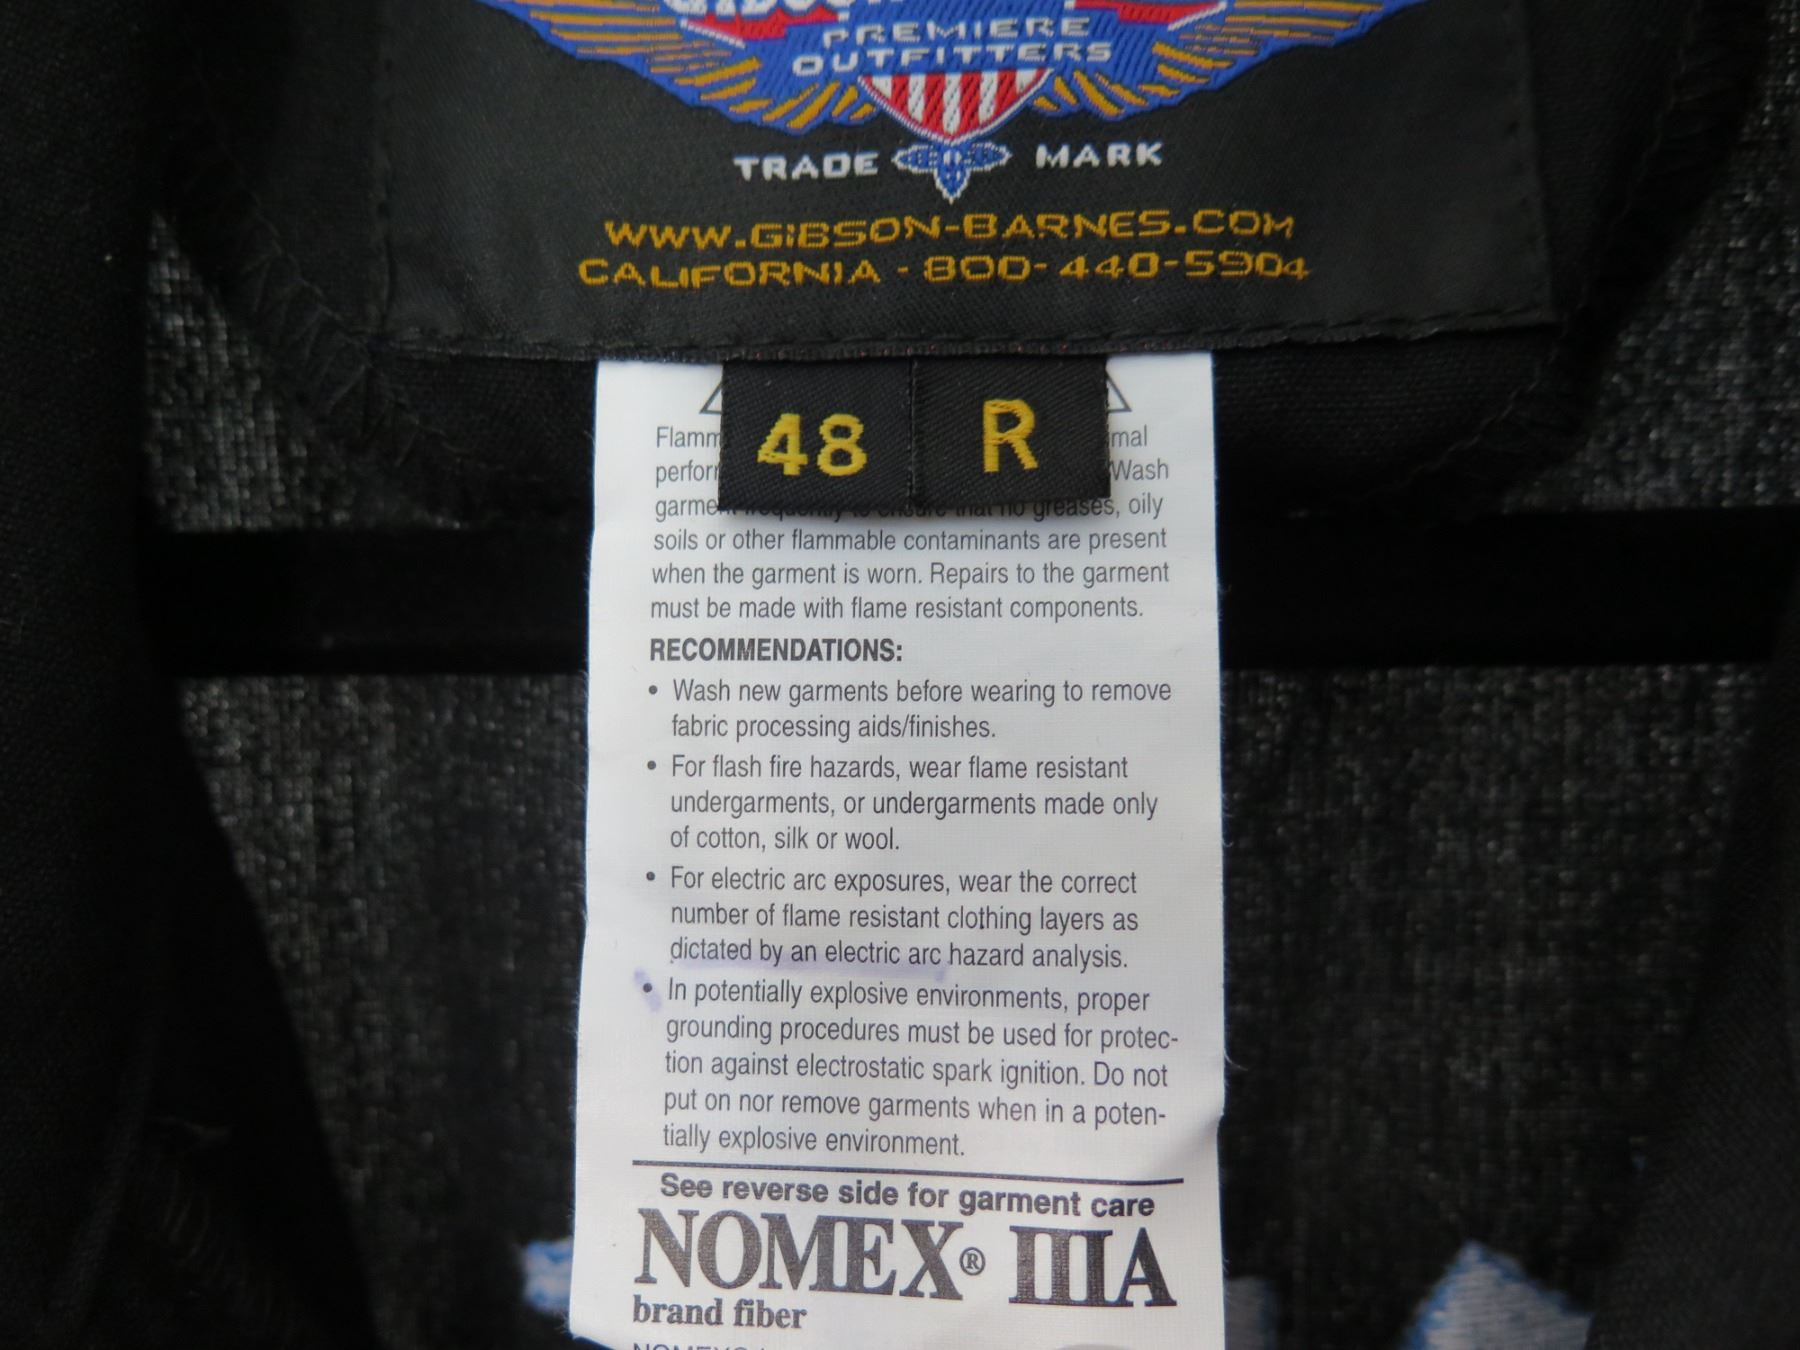 PREMIERE
OUTFITTERS
TRADE MARK
WWW.GIBSON-BARNES.COM
CALIFORNIA - 800-440-5904
48 R
mal
Wash
frequently to ensure that no greases, oily
soils or other flammable contaminants are present
when the garment is worn. Repairs to the garment
must be made with flame resistant components.
RECOMMENDATIONS:
• Wash new garments before wearing to remove
fabric processing aids/finishes.
• For flash fire hazards, wear flame resistant
undergarments, or undergarments made only
of cotton, silk or wool.
• For electric arc exposures, wear the correct
number of flame resistant clothing layers as
dictated by an electric arc hazard analysis.
• In potentially explosive environments, proper
grounding procedures must be used for protec-
tion against electrostatic spark ignition. Do not
put on nor remove garments when in a poten-
tially explosive environment.
See reverse side for garment care
NOMEX® IIIA
brand fiber